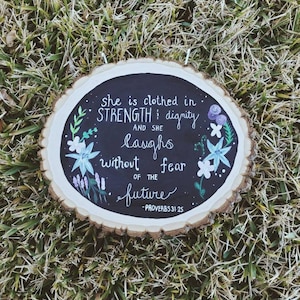 she is clothed in
STRENGTH & dignity
AND SHE
laughs
without fear
OF THE
future
-PROVERBS 31:25